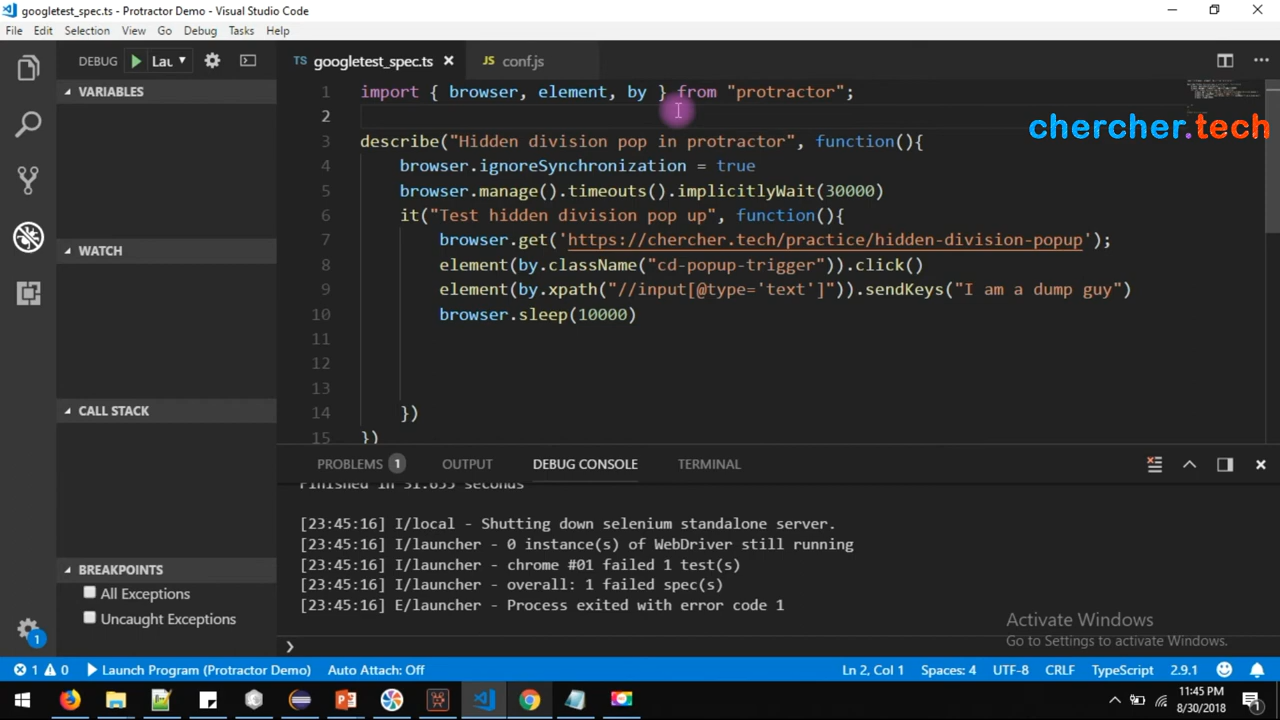 googletest_spec.ts - Protractor Demo - Visual Studio Code
File Edit Selection View Go Debug Tasks Help
DEBUG Lau
TS googletest_spec.ts
JS conf.js
VARIABLES
WATCH
CALL STACK
BREAKPOINTS
All Exceptions
Uncaught Exceptions
1 import { browser, element, by } from "protractor";
2
3 describe("Hidden division pop in protractor", function(){
4 browser.ignoreSynchronization = true
5 browser.manage().timeouts().implicitlyWait(30000)
6 it("Test hidden division pop up", function(){
7 browser.get('https://chercher.tech/practice/hidden-division-popup');
8 element(by.className("cd-popup-trigger")).click()
9 element(by.xpath("//input[@type='text']")).sendKeys("I am a dump guy")
10 browser.sleep(10000)
11
12
13
14 })
15 })
chercher.tech
PROBLEMS 1 OUTPUT DEBUG CONSOLE TERMINAL
Finished in 31.655 seconds
[23:45:16] I/local - Shutting down selenium standalone server.
[23:45:16] I/launcher - 0 instance(s) of WebDriver still running
[23:45:16] I/launcher - chrome #01 failed 1 test(s)
[23:45:16] I/launcher - overall: 1 failed spec(s)
[23:45:16] E/launcher - Process exited with error code 1
Activate Windows
Go to Settings to activate Windows.
1
1 0 Launch Program (Protractor Demo) Auto Attach: Off Ln 2, Col 1 Spaces: 4 UTF-8 CRLF TypeScript 2.9.1
11:45 PM
8/30/2018
1